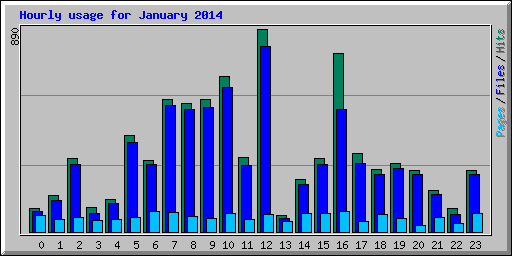 Hourly usage for January 2014
890
Pages / Files / Hits
0 1 2 3 4 5 6 7 8 9 10 11 12 13 14 15 16 17 18 19 20 21 22 23